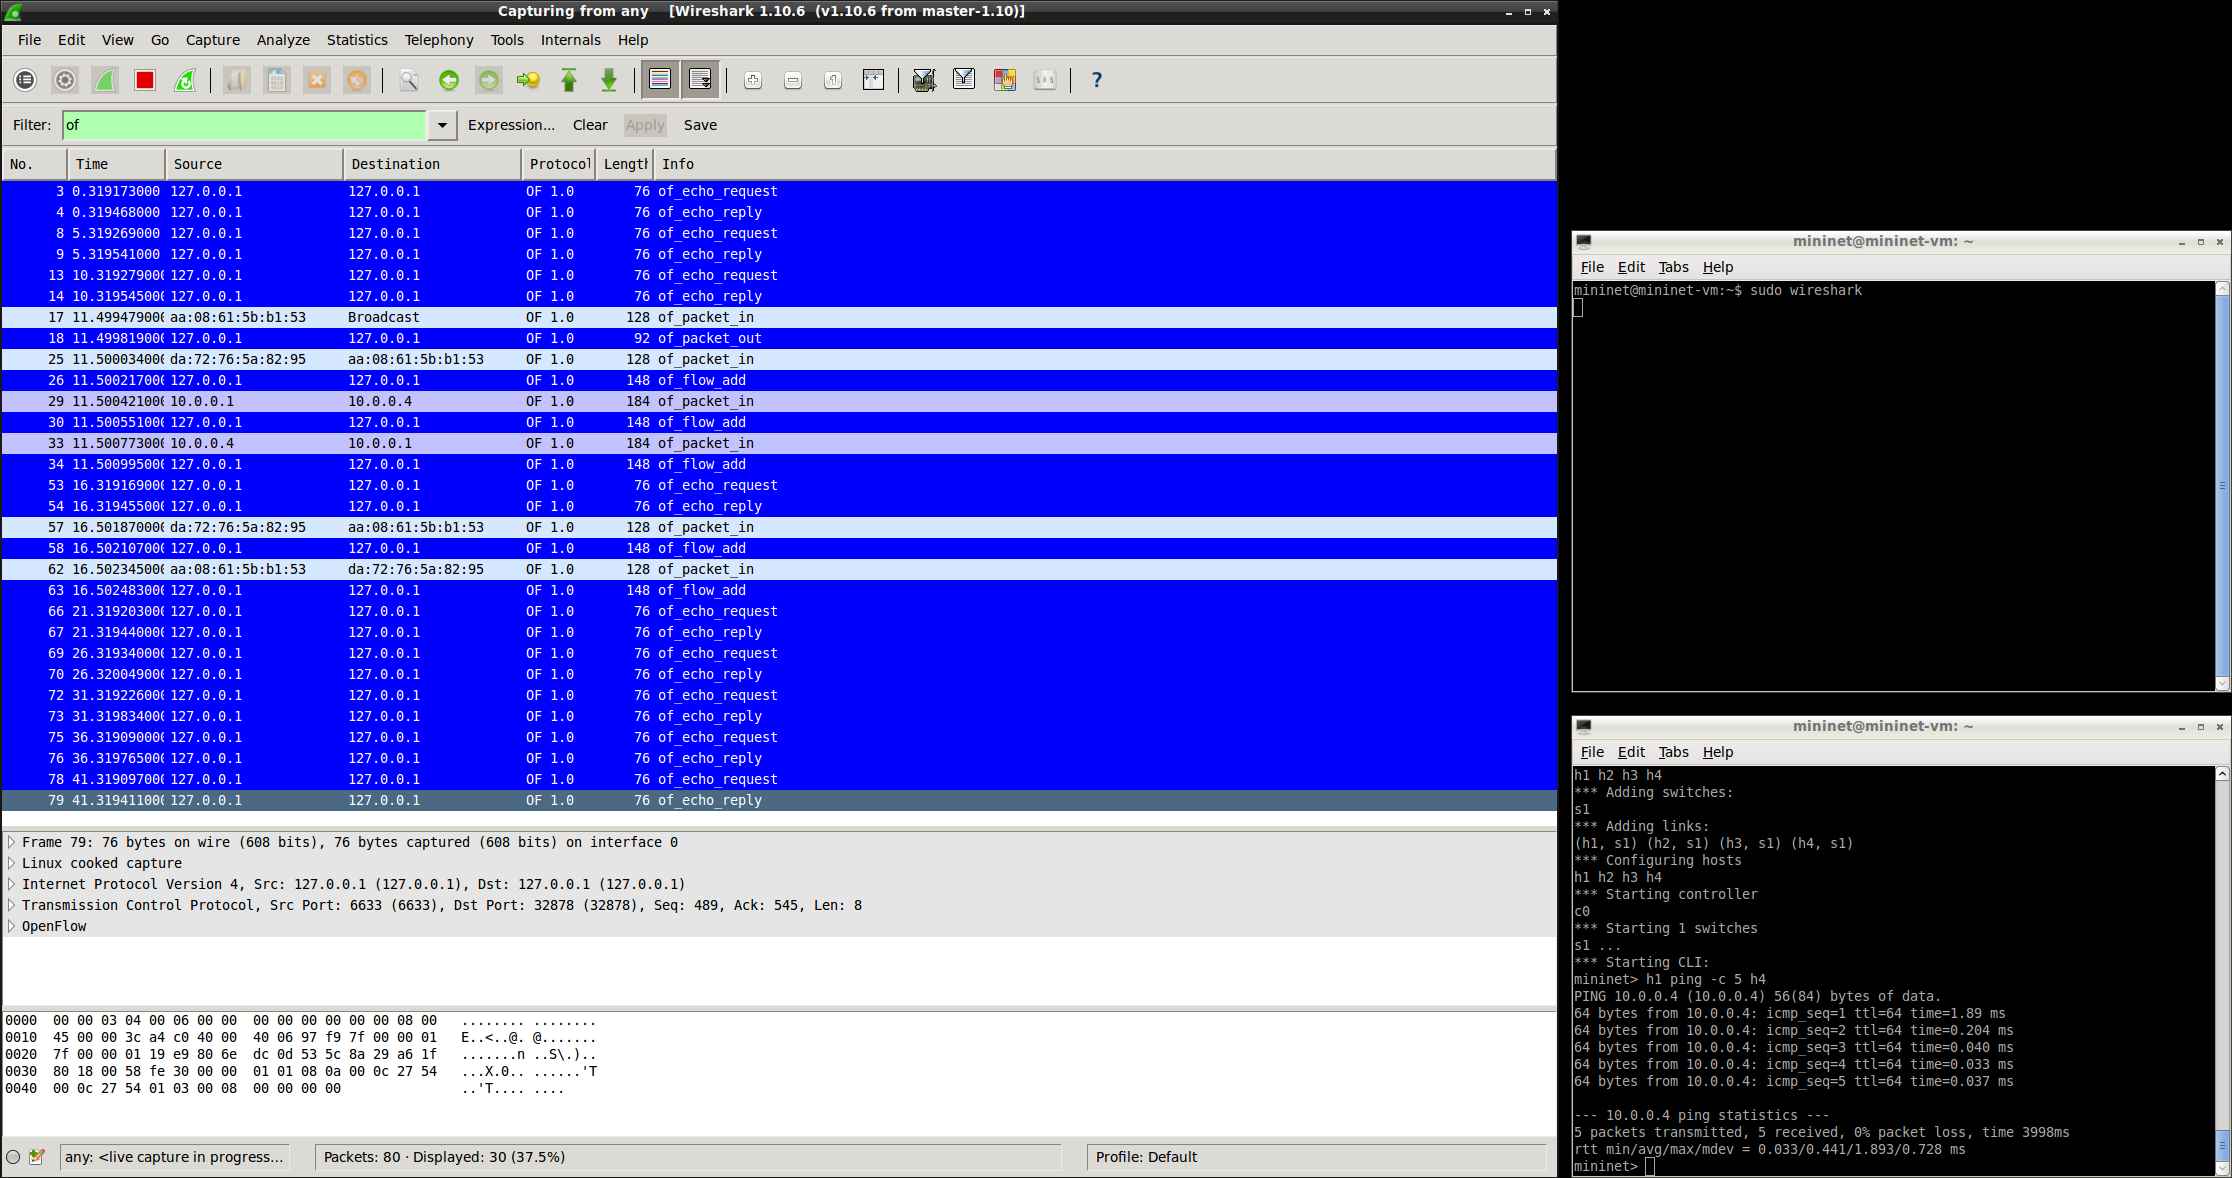 Capturing from any [Wireshark 1.10.6 (v1.10.6 from master-1.10)]
File Edit View Go Capture Analyze Statistics Telephony Tools Internals Help
Filter: of Expression... Clear Apply Save
No. Time Source Destination Protocol Length Info
3 0.319173000 127.0.0.1 127.0.0.1 OF 1.0 76 of_echo_request
4 0.319468000 127.0.0.1 127.0.0.1 OF 1.0 76 of_echo_reply
8 5.319269000 127.0.0.1 127.0.0.1 OF 1.0 76 of_echo_request
9 5.319541000 127.0.0.1 127.0.0.1 OF 1.0 76 of_echo_reply
13 10.319279000 127.0.0.1 127.0.0.1 OF 1.0 76 of_echo_request
14 10.319545000 127.0.0.1 127.0.0.1 OF 1.0 76 of_echo_reply
17 11.499479000 aa:08:61:5b:b1:53 Broadcast OF 1.0 128 of_packet_in
18 11.499819000 127.0.0.1 127.0.0.1 OF 1.0 92 of_packet_out
25 11.500034000 da:72:76:5a:82:95 aa:08:61:5b:b1:53 OF 1.0 128 of_packet_in
26 11.500217000 127.0.0.1 127.0.0.1 OF 1.0 148 of_flow_add
29 11.500421000 10.0.0.1 10.0.0.4 OF 1.0 184 of_packet_in
30 11.500551000 127.0.0.1 127.0.0.1 OF 1.0 148 of_flow_add
33 11.500773000 10.0.0.4 10.0.0.1 OF 1.0 184 of_packet_in
34 11.500995000 127.0.0.1 127.0.0.1 OF 1.0 148 of_flow_add
53 16.319169000 127.0.0.1 127.0.0.1 OF 1.0 76 of_echo_request
54 16.319455000 127.0.0.1 127.0.0.1 OF 1.0 76 of_echo_reply
57 16.501870000 da:72:76:5a:82:95 aa:08:61:5b:b1:53 OF 1.0 128 of_packet_in
58 16.502107000 127.0.0.1 127.0.0.1 OF 1.0 148 of_flow_add
62 16.502345000 aa:08:61:5b:b1:53 da:72:76:5a:82:95 OF 1.0 128 of_packet_in
63 16.502483000 127.0.0.1 127.0.0.1 OF 1.0 148 of_flow_add
66 21.319203000 127.0.0.1 127.0.0.1 OF 1.0 76 of_echo_request
67 21.319440000 127.0.0.1 127.0.0.1 OF 1.0 76 of_echo_reply
69 26.319340000 127.0.0.1 127.0.0.1 OF 1.0 76 of_echo_request
70 26.320049000 127.0.0.1 127.0.0.1 OF 1.0 76 of_echo_reply
72 31.319226000 127.0.0.1 127.0.0.1 OF 1.0 76 of_echo_request
73 31.319834000 127.0.0.1 127.0.0.1 OF 1.0 76 of_echo_reply
75 36.319090000 127.0.0.1 127.0.0.1 OF 1.0 76 of_echo_request
76 36.319765000 127.0.0.1 127.0.0.1 OF 1.0 76 of_echo_reply
78 41.319097000 127.0.0.1 127.0.0.1 OF 1.0 76 of_echo_request
79 41.319411000 127.0.0.1 127.0.0.1 OF 1.0 76 of_echo_reply
Frame 79: 76 bytes on wire (608 bits), 76 bytes captured (608 bits) on interface 0
Linux cooked capture
Internet Protocol Version 4, Src: 127.0.0.1 (127.0.0.1), Dst: 127.0.0.1 (127.0.0.1)
Transmission Control Protocol, Src Port: 6633 (6633), Dst Port: 32878 (32878), Seq: 489, Ack: 545, Len: 8
OpenFlow
0000 00 00 03 04 00 06 00 00 00 00 00 00 00 00 08 00 ........ ........
0010 45 00 00 3c a4 c0 40 00 40 06 97 f9 7f 00 00 01 E..<..@. @.......
0020 7f 00 00 01 19 e9 80 6e dc 0d 53 5c 8a 29 a6 1f .......n ..S\.)..
0030 80 18 00 58 fe 30 00 00 01 01 08 0a 00 0c 27 54 ...X.0.. ......'T
0040 00 0c 27 54 01 03 00 08 00 00 00 00 ..'T.... ....
any: <live capture in progress... Packets: 80 · Displayed: 30 (37.5%) Profile: Default
mininet@mininet-vm: ~
File Edit Tabs Help
mininet@mininet-vm:~$ sudo wireshark
mininet@mininet-vm: ~
File Edit Tabs Help
h1 h2 h3 h4
*** Adding switches:
s1
*** Adding links:
(h1, s1) (h2, s1) (h3, s1) (h4, s1)
*** Configuring hosts
h1 h2 h3 h4
*** Starting controller
c0
*** Starting 1 switches
s1 ...
*** Starting CLI:
mininet> h1 ping -c 5 h4
PING 10.0.0.4 (10.0.0.4) 56(84) bytes of data.
64 bytes from 10.0.0.4: icmp_seq=1 ttl=64 time=1.89 ms
64 bytes from 10.0.0.4: icmp_seq=2 ttl=64 time=0.204 ms
64 bytes from 10.0.0.4: icmp_seq=3 ttl=64 time=0.040 ms
64 bytes from 10.0.0.4: icmp_seq=4 ttl=64 time=0.033 ms
64 bytes from 10.0.0.4: icmp_seq=5 ttl=64 time=0.037 ms
--- 10.0.0.4 ping statistics ---
5 packets transmitted, 5 received, 0% packet loss, time 3998ms
rtt min/avg/max/mdev = 0.033/0.441/1.893/0.728 ms
mininet>